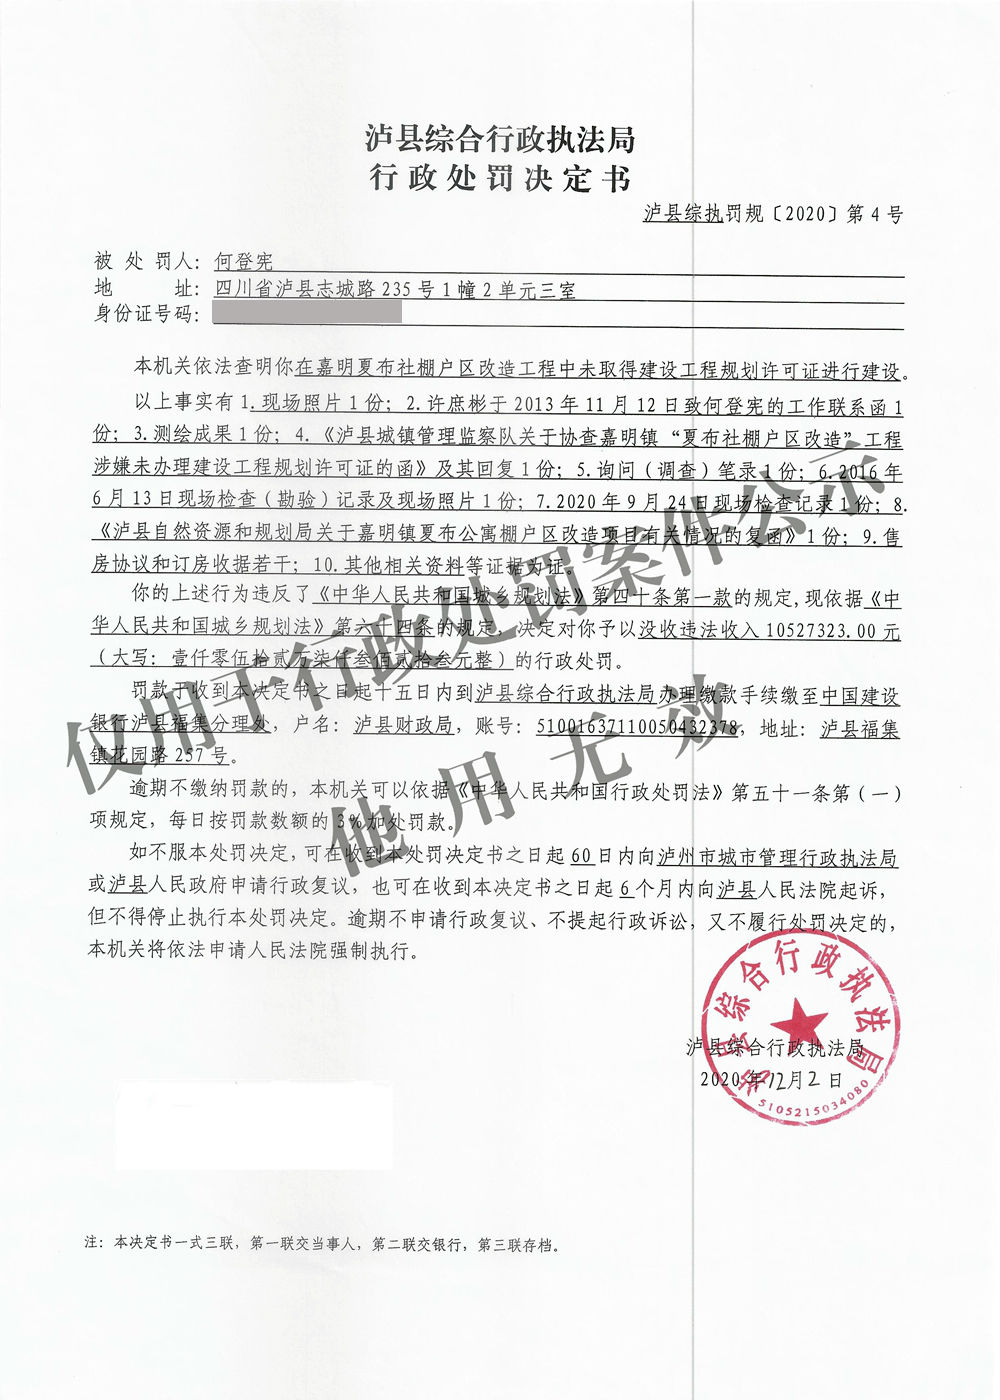 泸县综合行政执法局
行政处罚决定书
泸县综执罚规〔2020〕第4号
被处罚人：何登宪
地址：四川省泸县志城路235号1幢2单元三室
身份证号码：
本机关依法查明你在嘉明夏布社棚户区改造工程中未取得建设工程规划许可证进行建设。
以上事实有1.现场照片1份；2.许庶彬于2013年11月12日致何登宪的工作联系函1
份；3.测绘成果1份；4.《泸县城镇管理监察队关于协查嘉明镇“夏布社棚户区改造”工程
涉嫌未办理建设工程规划许可证的函》及其回复1份；5.询问（调查）笔录1份；6.2016年
6月13日现场检查（勘验）记录及现场照片1份；7.2020年9月24日现场检查记录1份；8.
《泸县自然资源和规划局关于嘉明镇夏布公寓棚户区改造项目有关情况的复函》1份；9.售
房协议和订房收据若干；10.其他相关资料等证据为证。
你的上述行为违反了《中华人民共和国城乡规划法》第四十条第一款的规定,现依据《中
华人民共和国城乡规划法》第六十四条的规定，决定对你予以没收违法收入10527323.00元
（大写：壹仟零伍拾贰万柒仟叁佰贰拾叁元整）的行政处罚。
罚款于收到本决定书之日起十五日内到泸县综合行政执法局办理缴款手续缴至中国建设
银行泸县福集分理处，户名：泸县财政局，账号：51001637110050432378，地址：泸县福集
镇花园路257号。
逾期不缴纳罚款的，本机关可以依据《中华人民共和国行政处罚法》第五十一条第（一）
项规定，每日按罚款数额的3%加处罚款。
如不服本处罚决定，可在收到本处罚决定书之日起60日内向泸州市城市管理行政执法局
或泸县人民政府申请行政复议，也可在收到本决定书之日起6个月内向泸县人民法院起诉，
但不得停止执行本处罚决定。逾期不申请行政复议、不提起行政诉讼，又不履行处罚决定的，
本机关将依法申请人民法院强制执行。
泸县综合行政执法局
2020年12月2日
泸县综合行政执法局
5105215034080
注：本决定书一式三联，第一联交当事人，第二联交银行，第三联存档。
仅用于行政处罚案件公示
他用无效